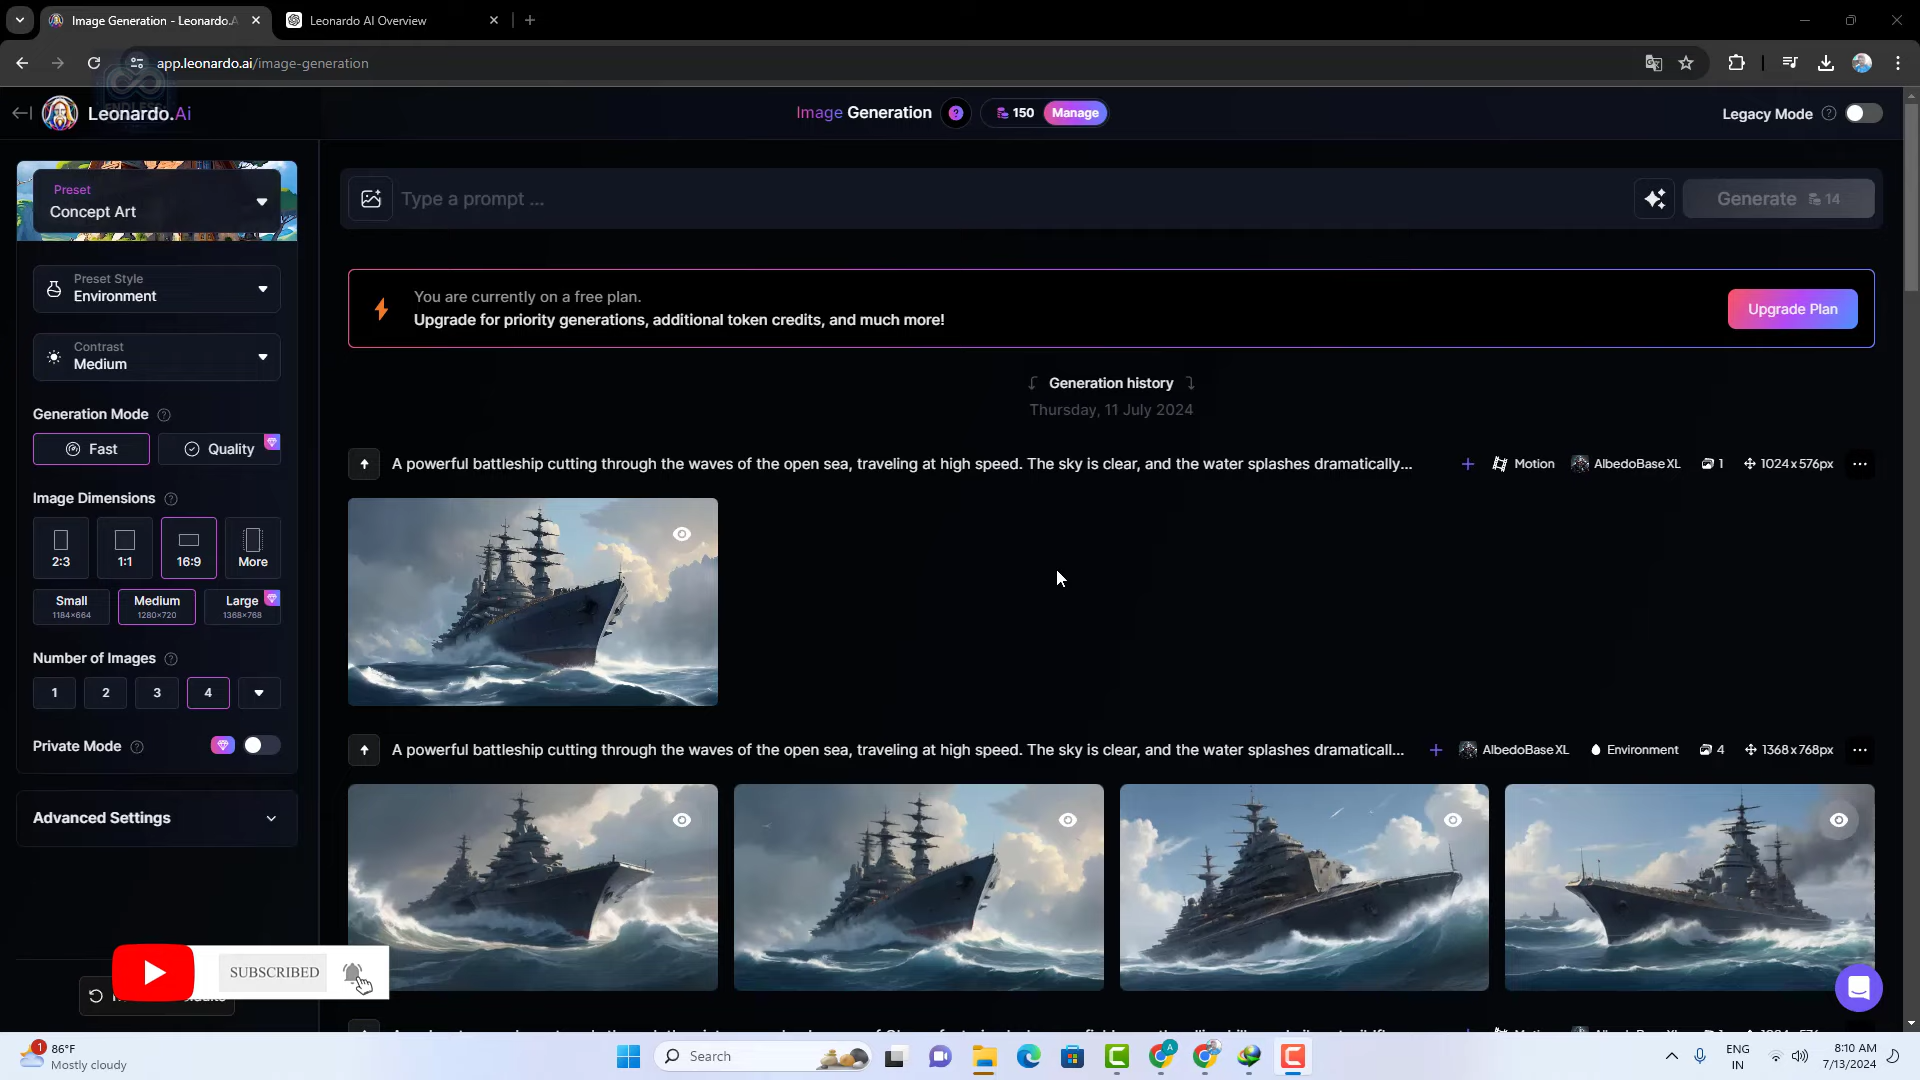 Image Generation - Leonardo.A
Leonardo AI Overview
app.leonardo.ai/image-generation
ENDLESS
Leonardo.Ai
Image Generation
150
Manage
Legacy Mode
Preset
Concept Art
Type a prompt ...
Generate 14
Preset Style
Environment
You are currently on a free plan.
Upgrade for priority generations, additional token credits, and much more!
Upgrade Plan
Contrast
Medium
Generation history
Thursday, 11 July 2024
Generation Mode
Fast
Quality
A powerful battleship cutting through the waves of the open sea, traveling at high speed. The sky is clear, and the water splashes dramatically...
Motion
AlbedoBase XL
1
1024 x 576px
Image Dimensions
2:3
1:1
16:9
More
Small
1184×664
Medium
1280×720
Large
1368×768
Number of Images
1
2
3
4
Private Mode
A powerful battleship cutting through the waves of the open sea, traveling at high speed. The sky is clear, and the water splashes dramaticall...
AlbedoBase XL
Environment
4
1368 x 768px
Advanced Settings
SUBSCRIBED
1
86°F
Mostly cloudy
Search
A
ENG
IN
8:10 AM
7/13/2024